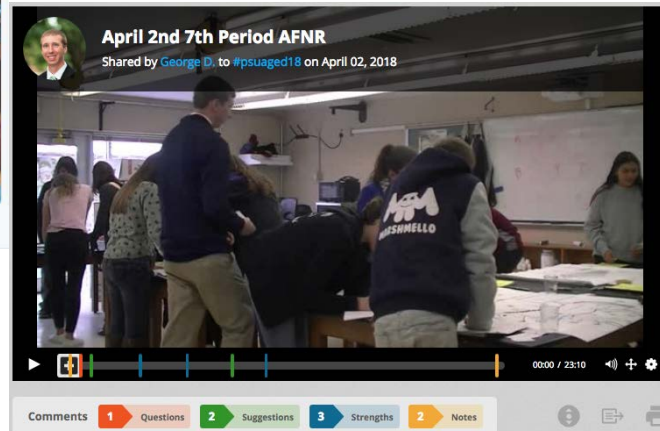 April 2nd 7th Period AFNR
Shared by George D. to #psuaged18 on April 02, 2018
MARSHMELLO
00:00 / 23:10
Comments 1 Questions 2 Suggestions 3 Strengths 2 Notes